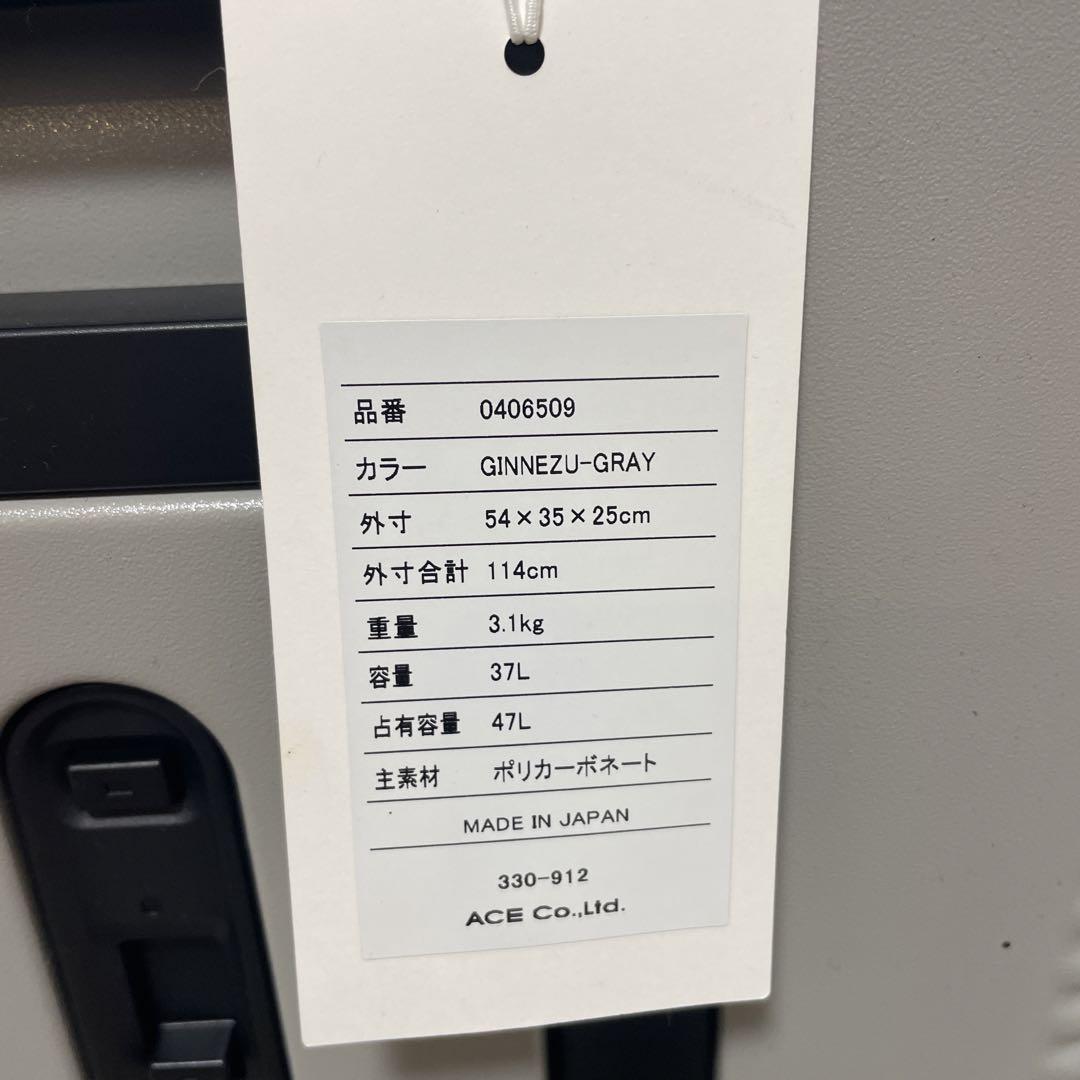 品番 0406509
カラー GINNEZU-GRAY
外寸 54×35×25cm
外寸合計 114cm
重量 3.1kg
容量 37L
占有容量 47L
主素材 ポリカーボネート
MADE IN JAPAN
330-912
ACE Co.,Ltd.